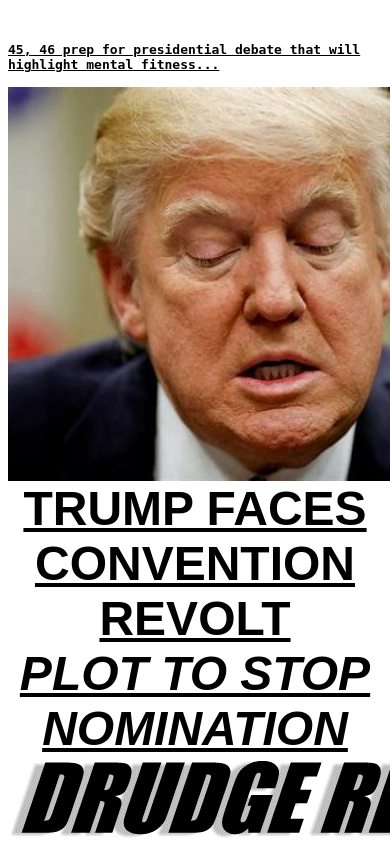 45, 46 prep for presidential debate that will
highlight mental fitness...
TRUMP FACES
CONVENTION
REVOLT
PLOT TO STOP
NOMINATION
DRUDGE RE